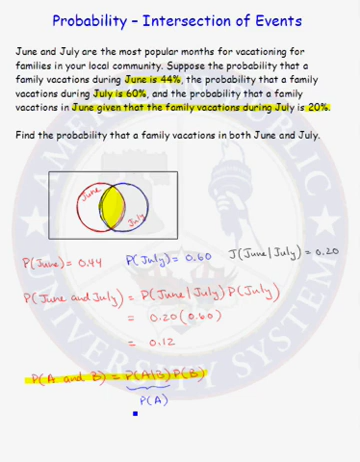 Probability – Intersection of Events
June and July are the most popular months for vacationing for
families in your local community. Suppose the probability that a
family vacations during June is 44%, the probability that a family
vacations during July is 60%, and the probability that a family
vacations in June given that the family vacations during July is 20%.
Find the probability that a family vacations in both June and July.
June
July
P(June) = 0.44 P(July) = 0.60 J(June|July) = 0.20
P(June and July) = P(June|July) P(July)
= 0.20(0.60)
= 0.12
P(A and B) = P(A|B) P(B)
P(A)
AMERICAN PUBLIC
UNIVERSITY SYSTEM